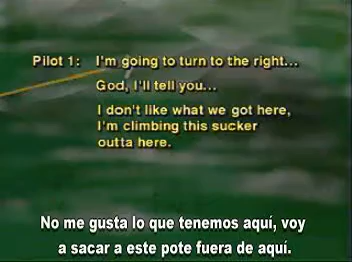 Pilot 1: I'm going to turn to the right...
God, I'll tell you...
I don't like what we got here,
I'm climbing this sucker
outta here.
No me gusta lo que tenemos aquí, voy
a sacar a este pote fuera de aquí.